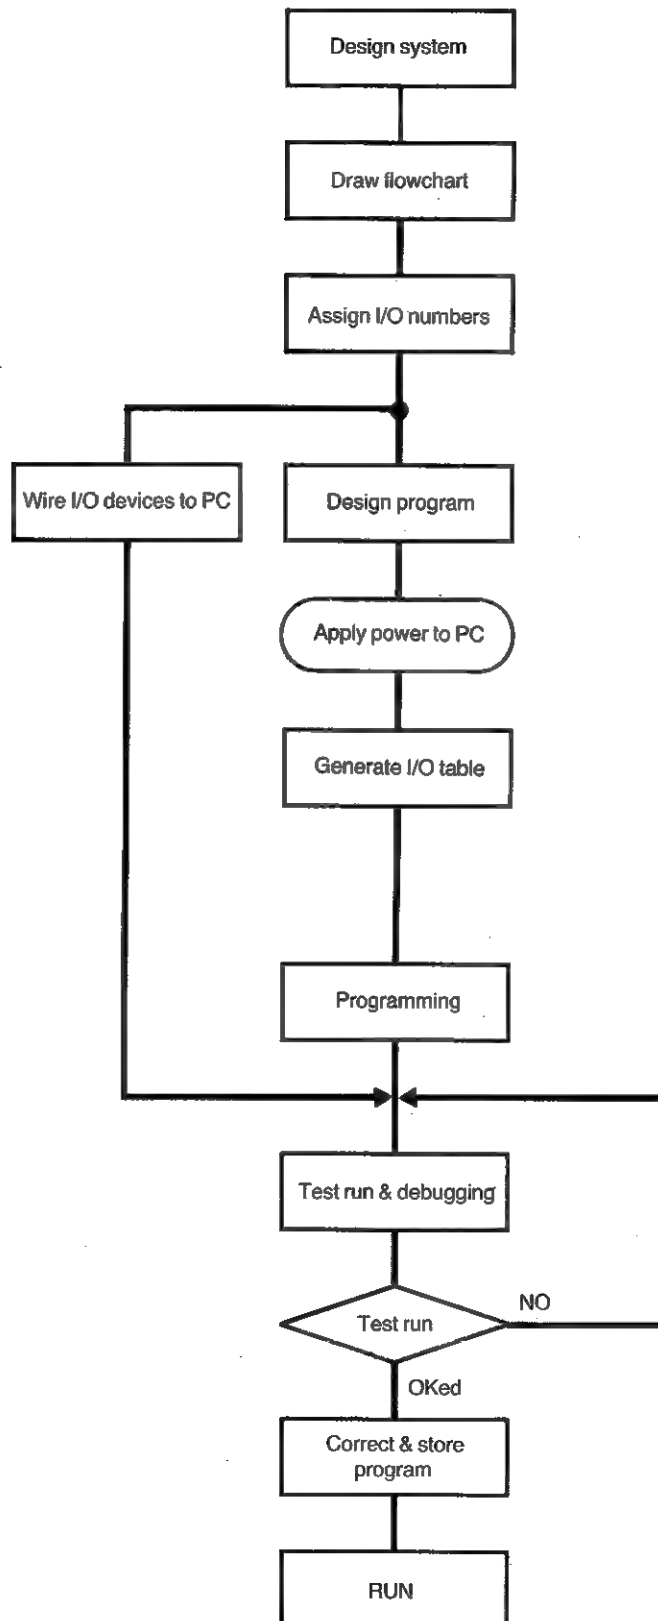 Design system
Draw flowchart
Assign I/O numbers
Wire I/O devices to PC
Design program
Apply power to PC
Generate I/O table
Programming
Test run & debugging
Test run
NO
OKed
Correct & store
program
RUN